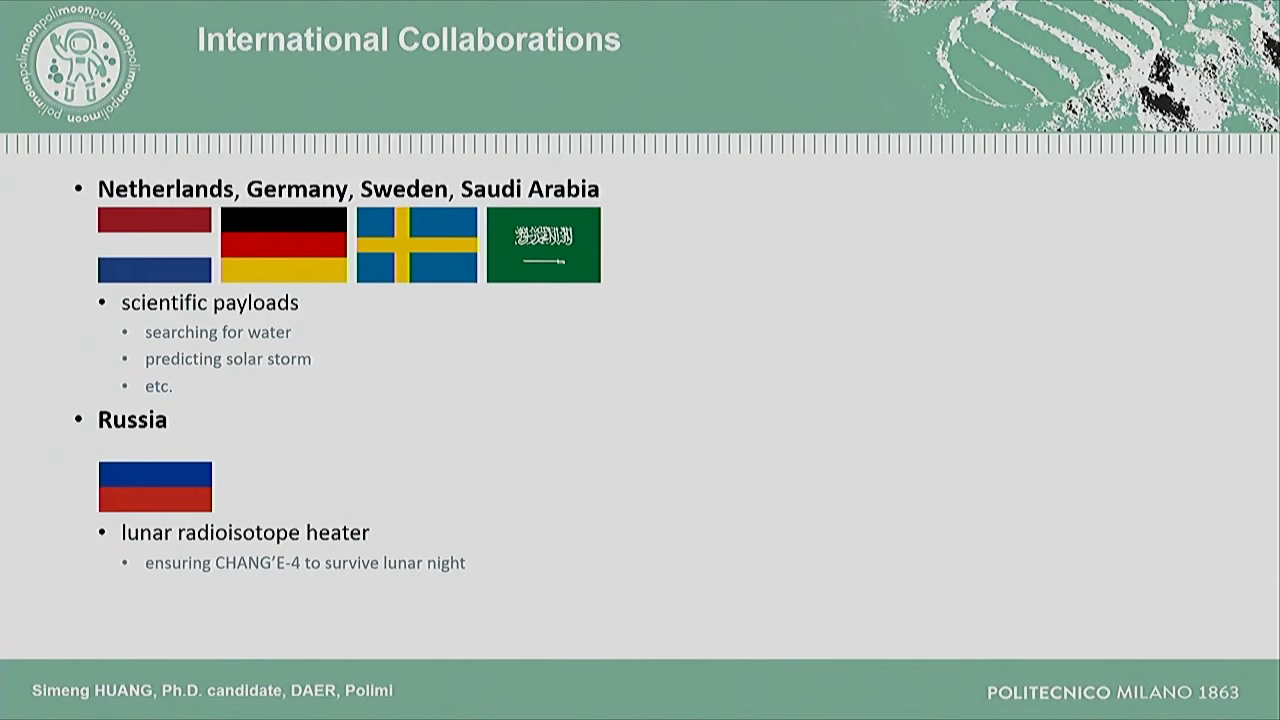 polimoonpolimoonpolimoonpolimoonpolimoon
International Collaborations
• Netherlands, Germany, Sweden, Saudi Arabia
• scientific payloads
• searching for water
• predicting solar storm
• etc.
• Russia
• lunar radioisotope heater
• ensuring CHANG’E-4 to survive lunar night
Simeng HUANG, Ph.D. candidate, DAER, Polimi
POLITECNICO MILANO 1863